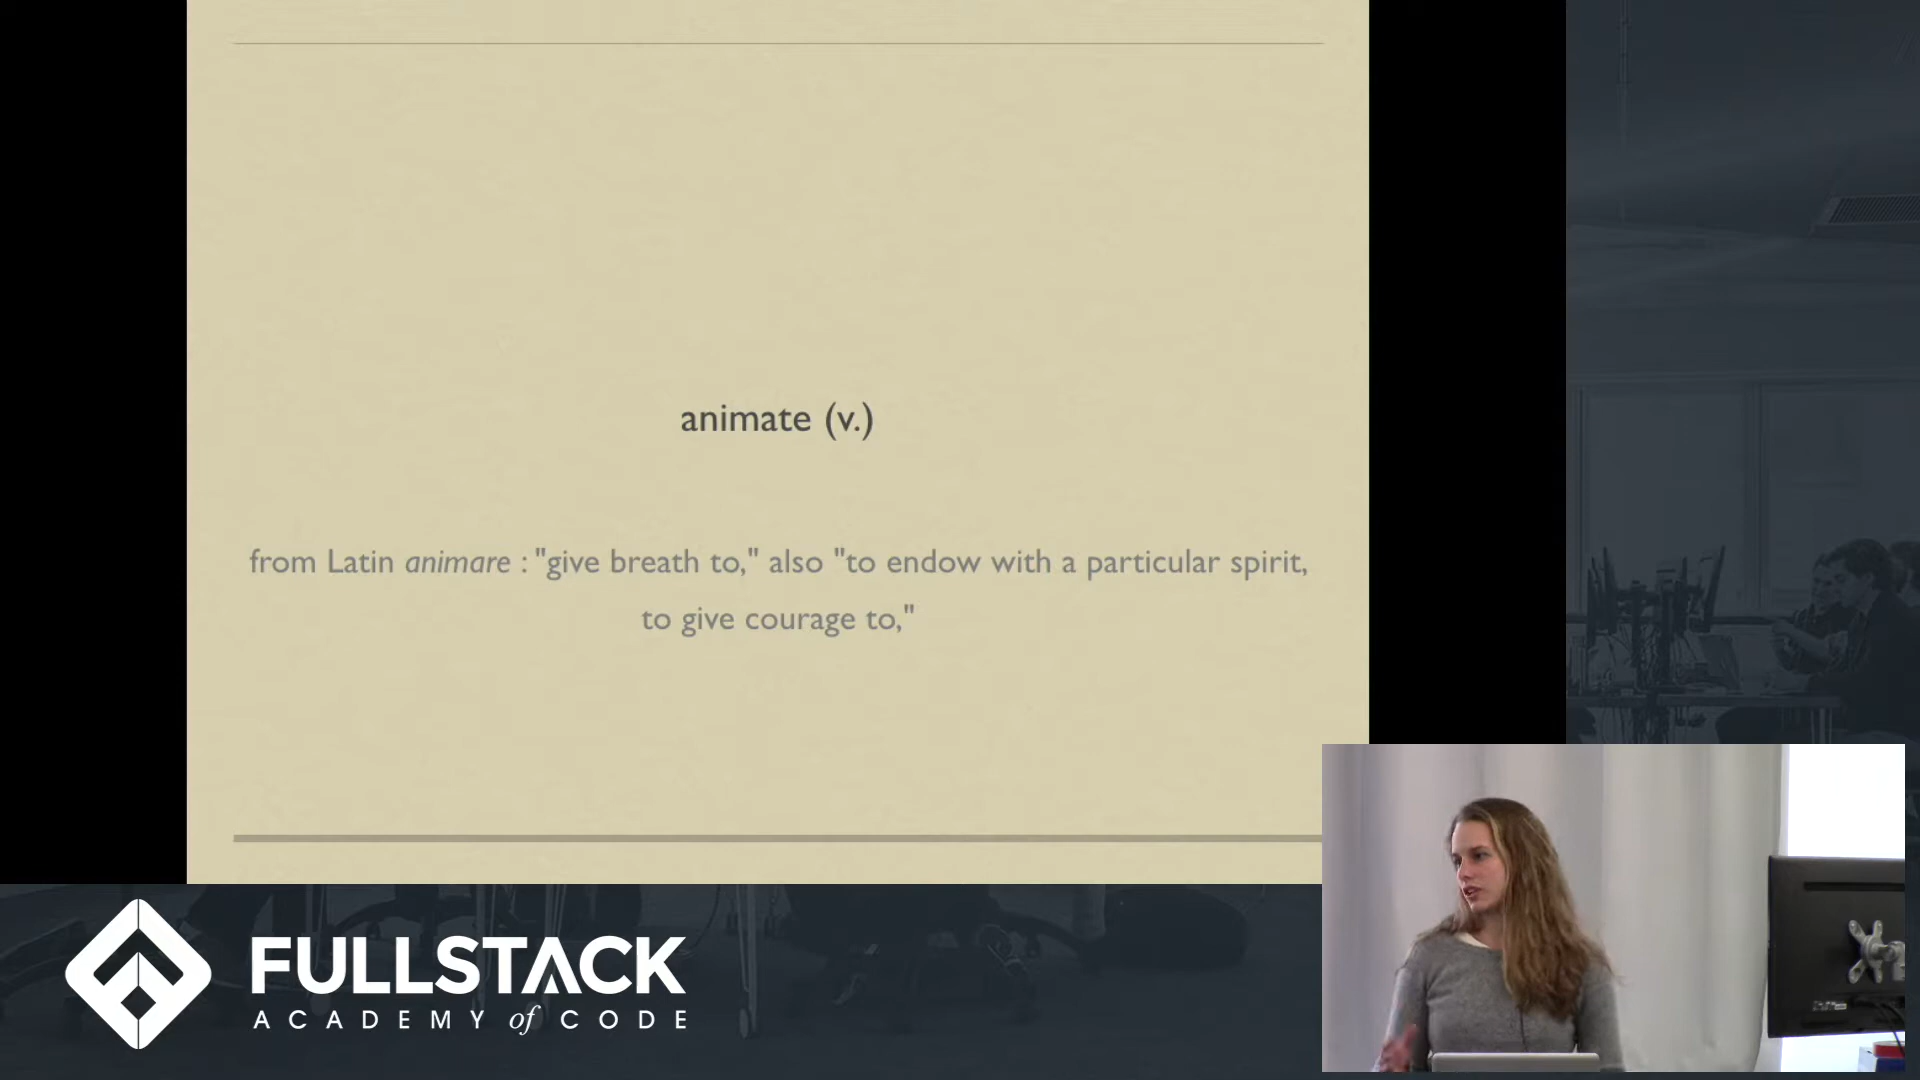 animate (v.)
from Latin animare : "give breath to," also "to endow with a particular spirit,
to give courage to,"
FULLSTACK
ACADEMY of CODE